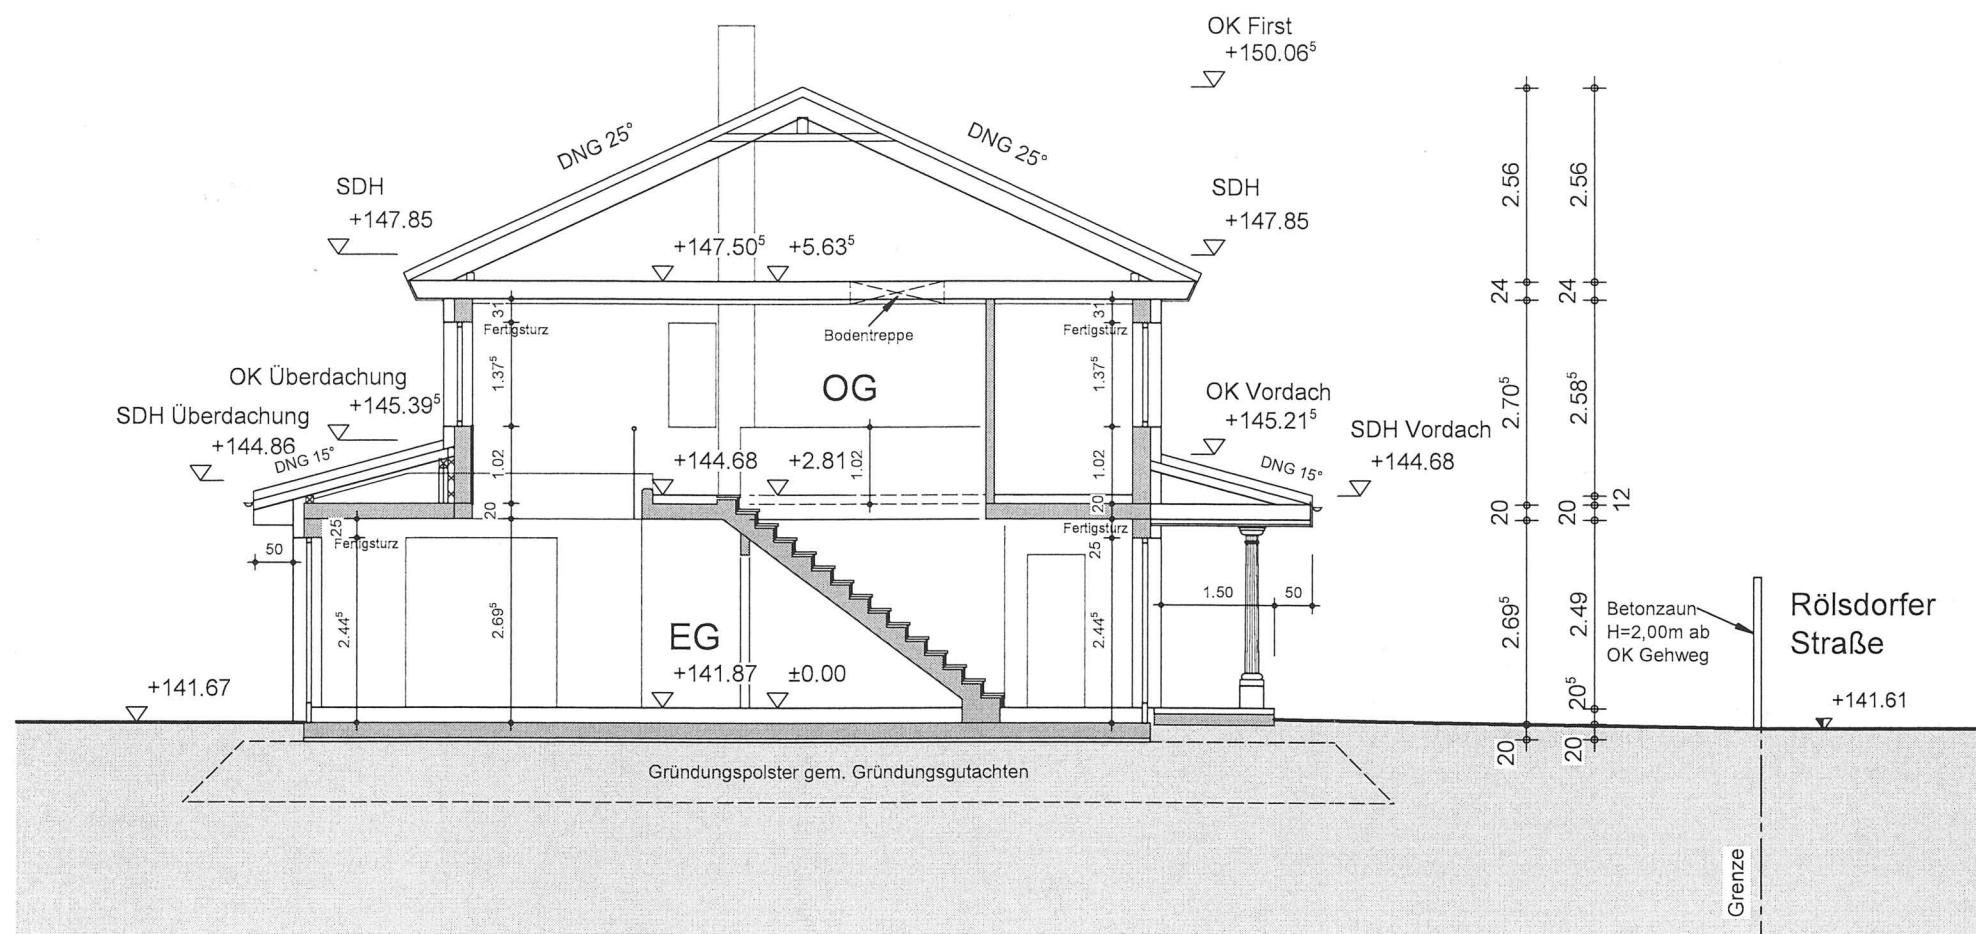 OK First
+150.06⁵
DNG 25°
DNG 25°
SDH
+147.85
SDH
+147.85
+147.50⁵ +5.63⁵
31
Fertigsturz
Bodentreppe
31
Fertigsturz
1.37⁵
OG
1.37⁵
OK Überdachung
+145.39⁵
SDH Überdachung
+144.86
DNG 15°
OK Vordach
+145.21⁵
SDH Vordach
+144.68
DNG 15°
1.02
+144.68 +2.81
1.02
1.02
20
20
25
Fertigsturz
Fertigsturz
25
50
1.50
50
2.44⁵
2.69⁵
EG
+141.87 ±0.00
2.44⁵
+141.67
2.56
2.56
24
24
2.70⁵
2.58⁵
20
20
12
2.69⁵
2.49
20⁵
20
20
Betonzaun
H=2,00m ab
OK Gehweg
Rölsdorfer
Straße
+141.61
Gründungspolster gem. Gründungsgutachten
Grenze